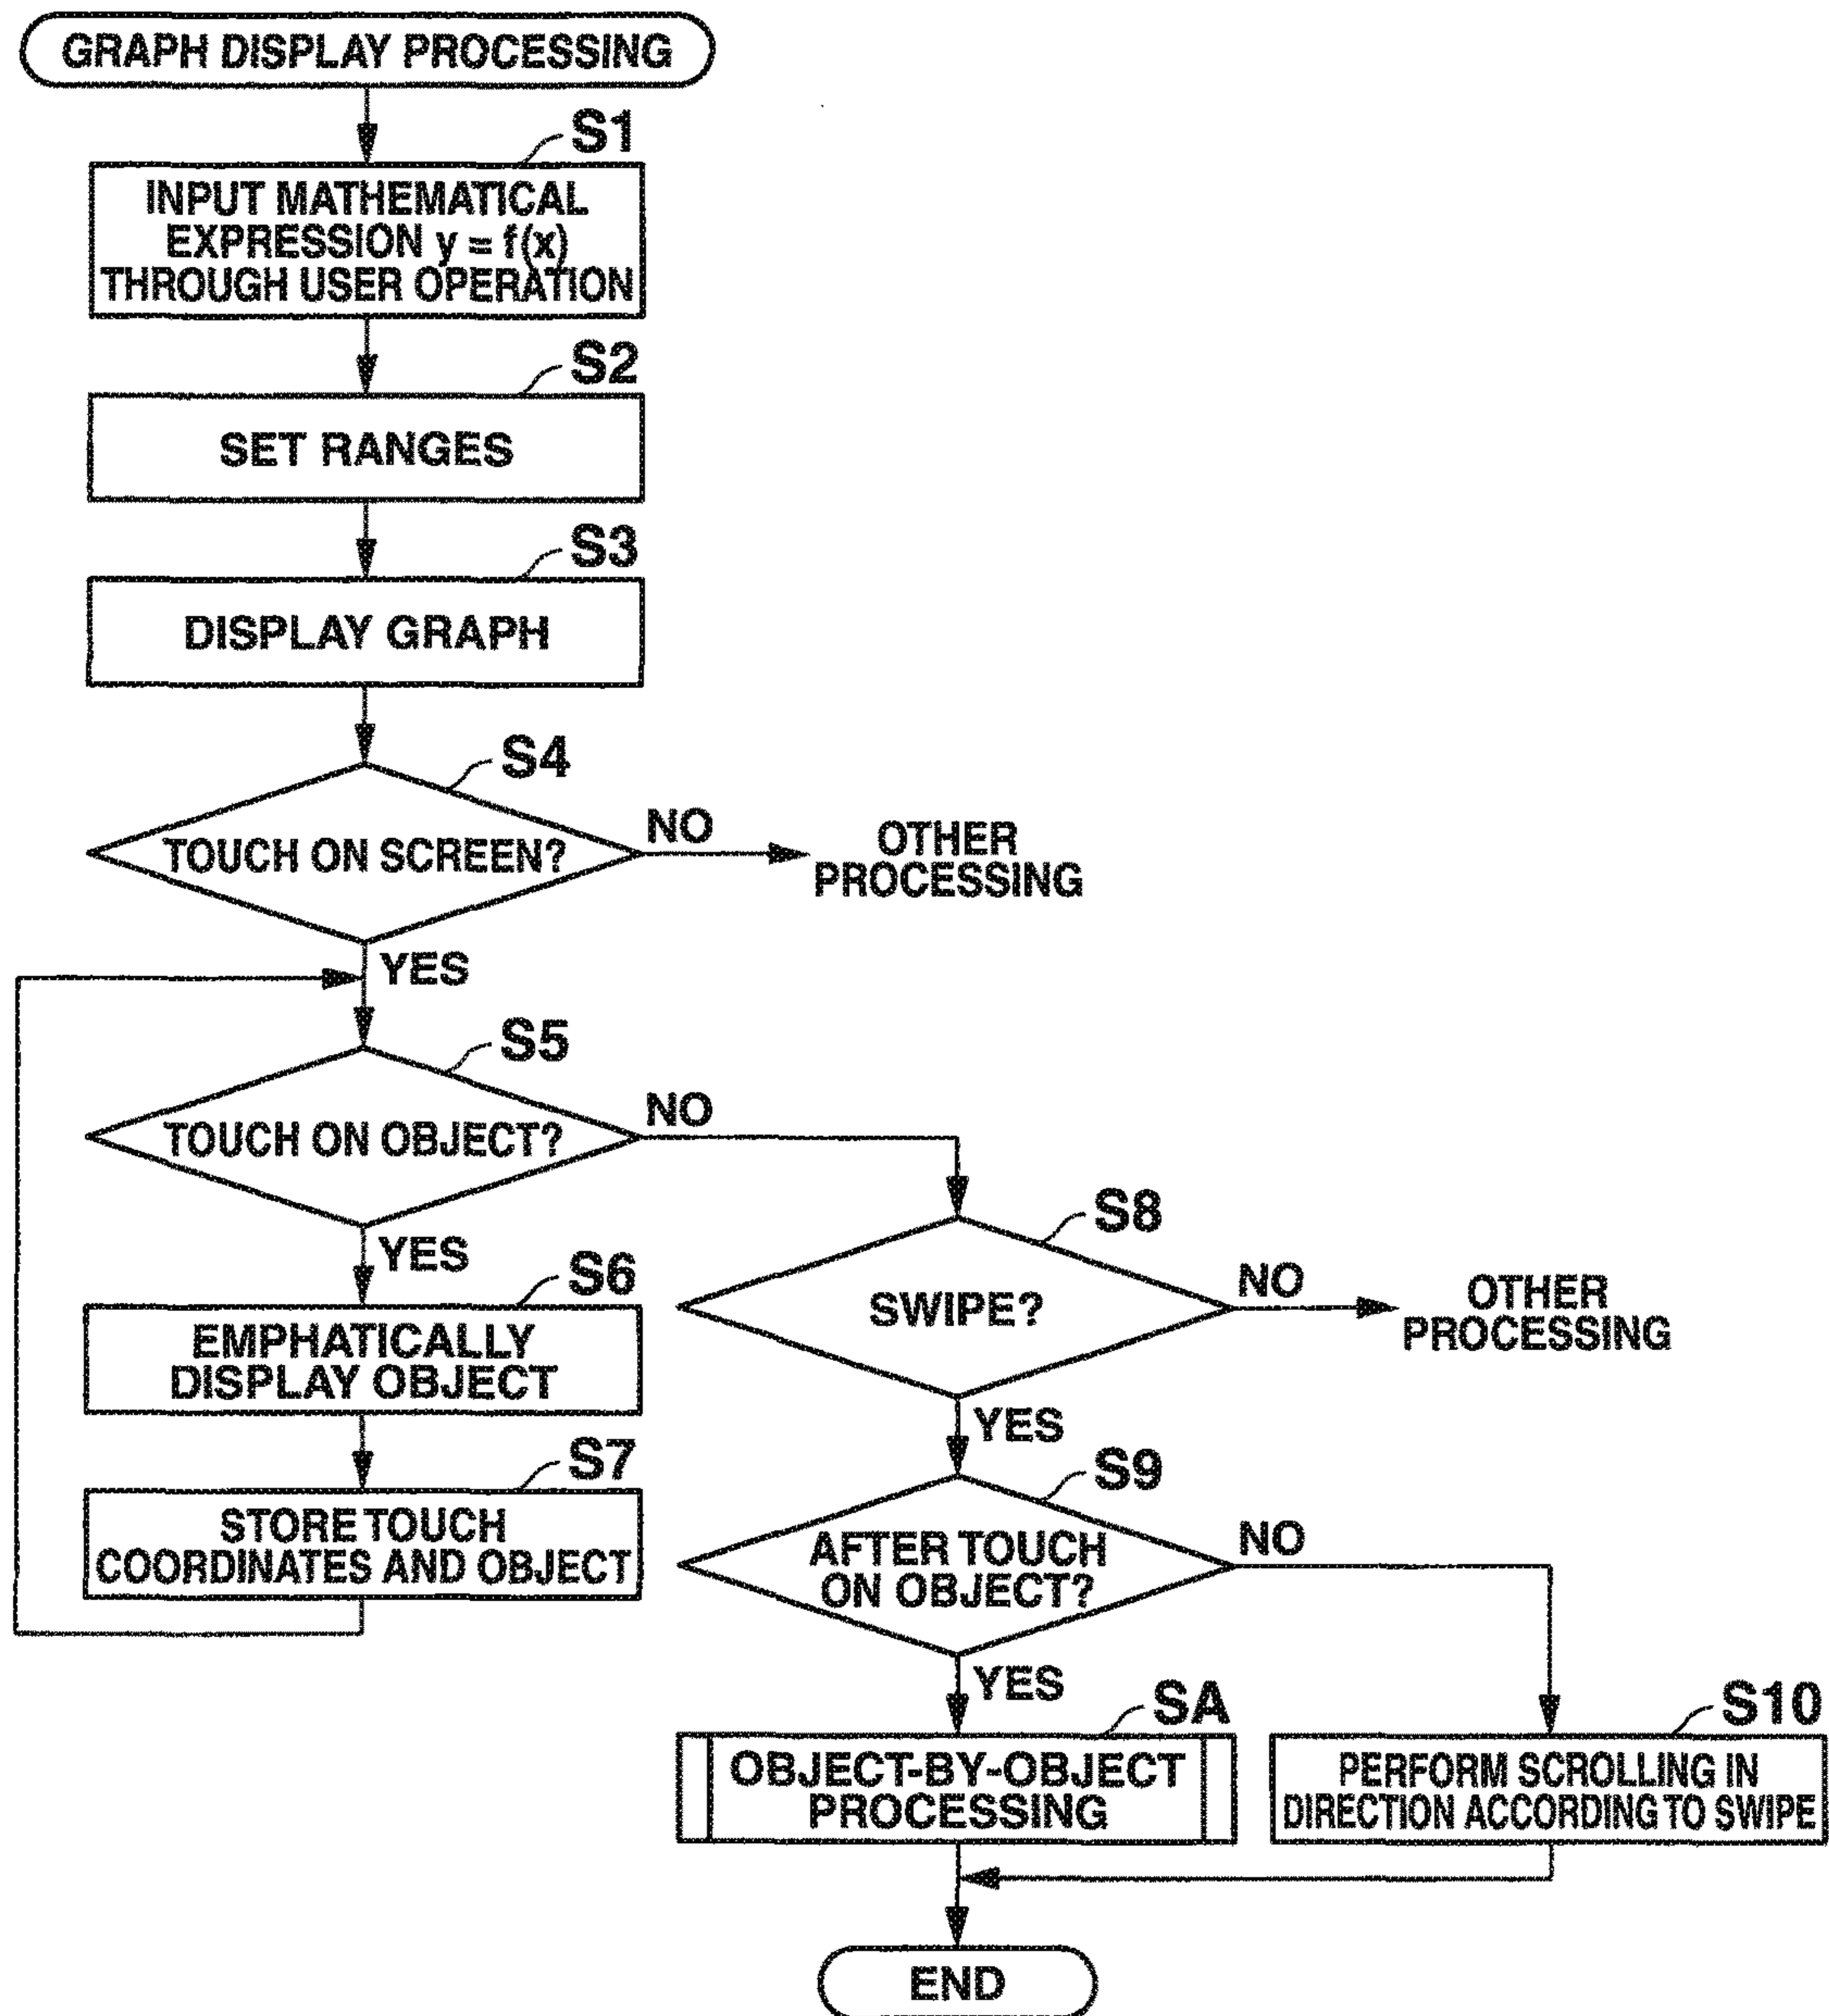 GRAPH DISPLAY PROCESSING
S1
INPUT MATHEMATICAL
EXPRESSION y = f(x)
THROUGH USER OPERATION
S2
SET RANGES
S3
DISPLAY GRAPH
S4
TOUCH ON SCREEN?
NO
OTHER
PROCESSING
YES
S5
TOUCH ON OBJECT?
NO
YES
S6
EMPHATICALLY
DISPLAY OBJECT
S7
STORE TOUCH
COORDINATES AND OBJECT
S8
SWIPE?
NO
OTHER
PROCESSING
YES
S9
AFTER TOUCH
ON OBJECT?
NO
YES
SA
OBJECT-BY-OBJECT
PROCESSING
S10
PERFORM SCROLLING IN
DIRECTION ACCORDING TO SWIPE
END